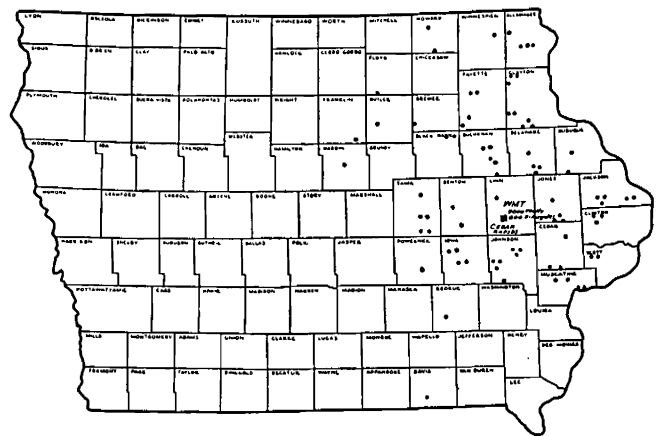 LYON
OSCEOLA
DICKINSON
EMMET
KOSSUTH
WINNEBAGO
WORTH
MITCHELL
HOWARD
WINNESHIEK
ALLAMAKEE
SIOUX
O'BRIEN
CLAY
PALO ALTO
HANCOCK
CERRO GORDO
FLOYD
CHICKASAW
FAYETTE
CLAYTON
PLYMOUTH
CHEROKEE
BUENA VISTA
POCAHONTAS
HUMBOLDT
WRIGHT
FRANKLIN
BUTLER
BREMER
WEBSTER
BLACK HAWK
BUCHANAN
DELAWARE
DUBUQUE
WOODBURY
IDA
SAC
CALHOUN
HAMILTON
HARDIN
GRUNDY
TAMA
BENTON
LINN
JONES
JACKSON
MONONA
CRAWFORD
CARROLL
GREENE
BOONE
STORY
MARSHALL
WMT
CEDAR
RAPIDS
CEDAR
CLINTON
HARRISON
SHELBY
AUDUBON
GUTHRIE
DALLAS
POLK
JASPER
POWESHIEK
IOWA
JOHNSON
SCOTT
MUSCATINE
POTTAWATTAMIE
CASS
ADAIR
MADISON
WARREN
MARION
MAHASKA
KEOKUK
WASHINGTON
LOUISA
MILLS
MONTGOMERY
ADAMS
UNION
CLARKE
LUCAS
MONROE
WAPELLO
JEFFERSON
HENRY
DES MOINES
FREMONT
PAGE
TAYLOR
RINGGOLD
DECATUR
WAYNE
APPANOOSE
DAVIS
VAN BUREN
LEE